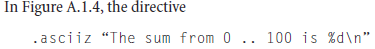 In Figure A.1.4, the directive
.asciiz “The sum from 0 .. 100 is %d\n”